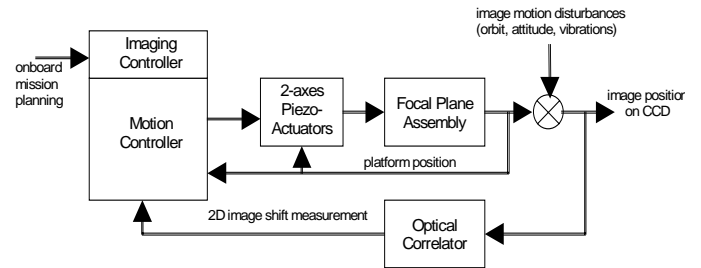 image motion disturbances
(orbit, attitude, vibrations)
onboard
mission
planning
Imaging
Controller
Motion
Controller
2-axes
Piezo-
Actuators
Focal Plane
Assembly
image position
on CCD
platform position
2D image shift measurement
Optical
Correlator